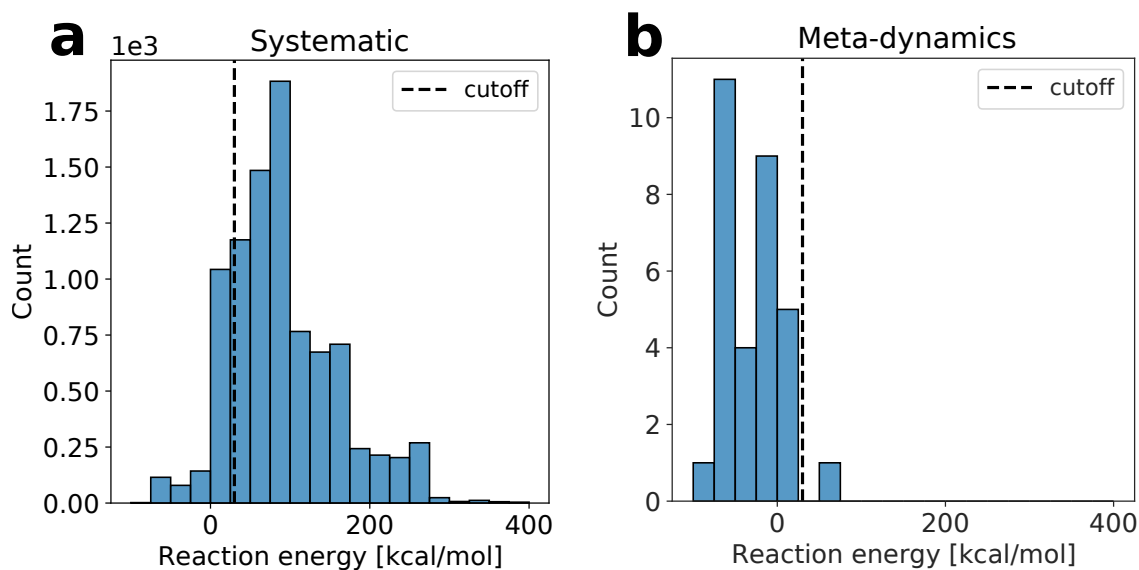 a
1e3
Systematic
cutoff
1.75
1.50
1.25
1.00
0.75
0.50
0.25
0.00
Count
0
200
400
Reaction energy [kcal/mol]
b
Meta-dynamics
cutoff
10
8
6
4
2
0
Count
0
200
400
Reaction energy [kcal/mol]